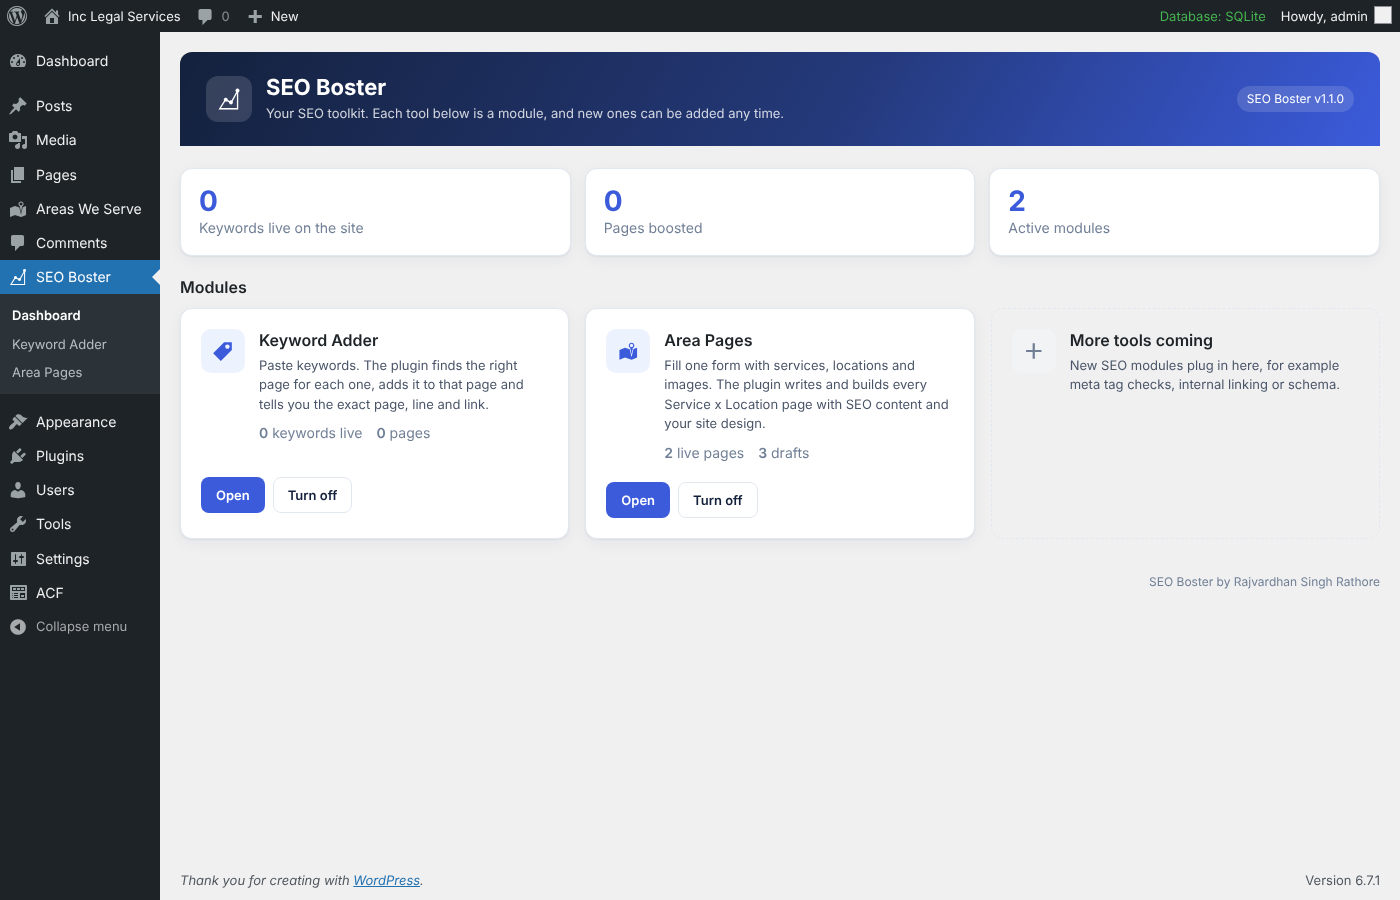 Inc Legal Services
0
New
Database: SQLite
Howdy, admin
Dashboard
Posts
Media
Pages
Areas We Serve
Comments
SEO Boster
Dashboard
Keyword Adder
Area Pages
Appearance
Plugins
Users
Tools
Settings
ACF
Collapse menu
SEO Boster
Your SEO toolkit. Each tool below is a module, and new ones can be added any time.
SEO Boster v1.1.0
0
Keywords live on the site
0
Pages boosted
2
Active modules
Modules
Keyword Adder
Paste keywords. The plugin finds the right
page for each one, adds it to that page and
tells you the exact page, line and link.
0 keywords live 0 pages
Open
Turn off
Area Pages
Fill one form with services, locations and
images. The plugin writes and builds every
Service x Location page with SEO content and
your site design.
2 live pages 3 drafts
Open
Turn off
More tools coming
New SEO modules plug in here, for example
meta tag checks, internal linking or schema.
SEO Boster by Rajvardhan Singh Rathore
Thank you for creating with WordPress.
Version 6.7.1